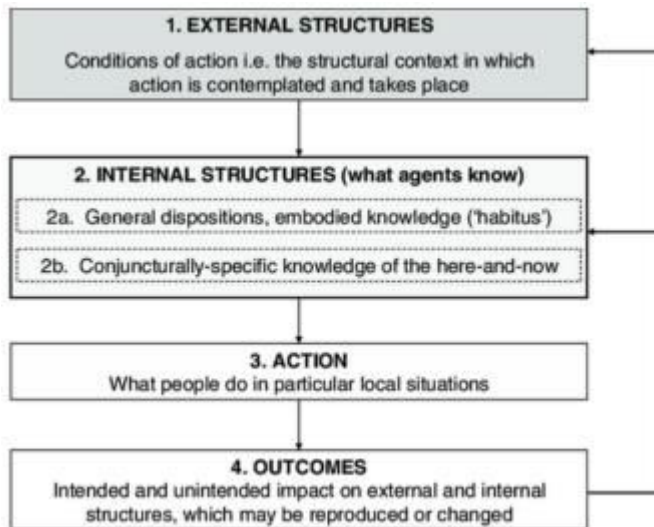 1. EXTERNAL STRUCTURES
Conditions of action i.e. the structural context in which
action is contemplated and takes place
2. INTERNAL STRUCTURES (what agents know)
2a. General dispositions, embodied knowledge ('habitus')
2b. Conjuncturally-specific knowledge of the here-and-now
3. ACTION
What people do in particular local situations
4. OUTCOMES
Intended and unintended impact on external and internal
structures, which may be reproduced or changed